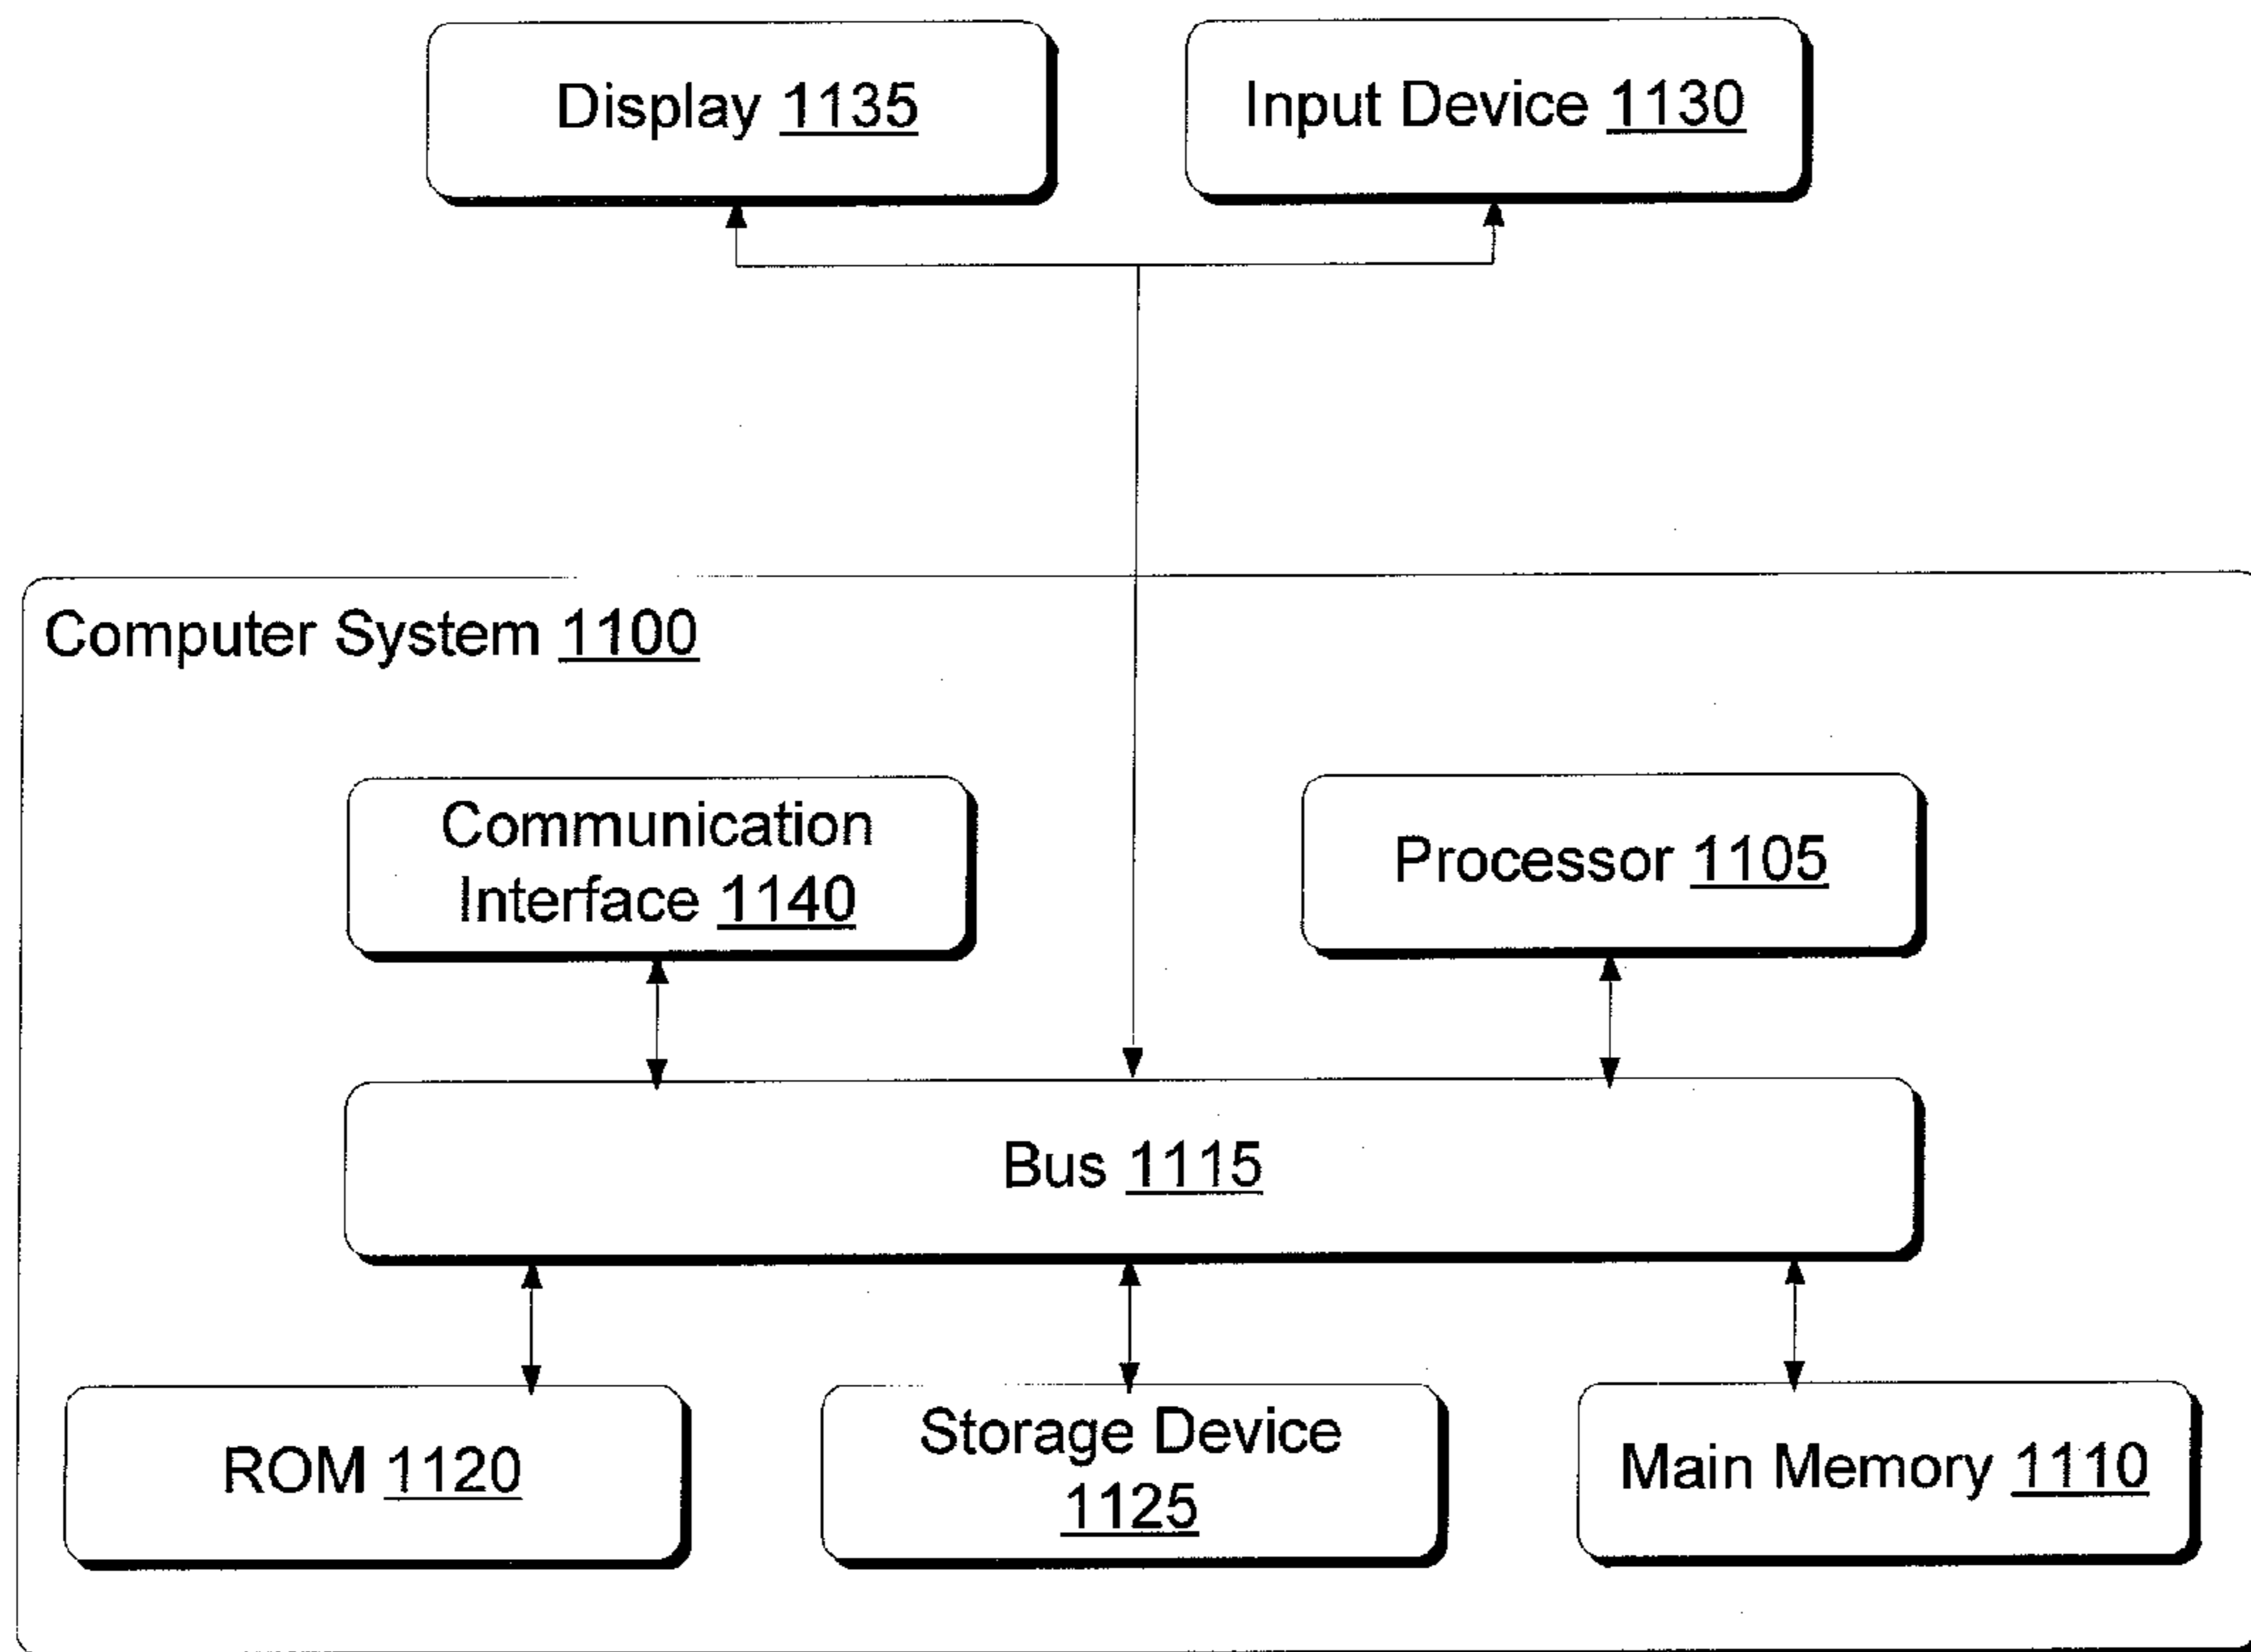 Display 1135
Input Device 1130
Computer System 1100
Communication
Interface 1140
Processor 1105
Bus 1115
ROM 1120
Storage Device
1125
Main Memory 1110